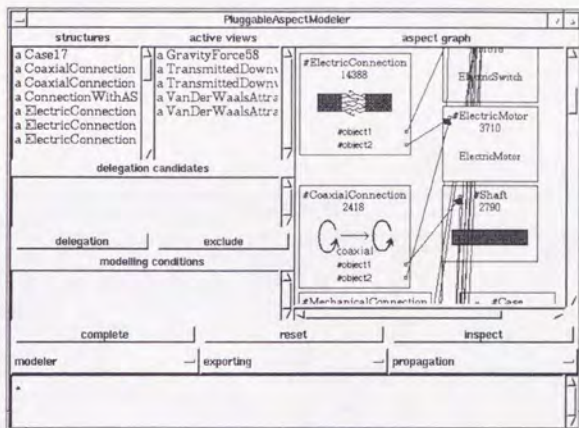 PluggableAspectModeler
structures
active views
aspect graph
a Case17
a CoaxialConnection
a CoaxialConnection
a ConnectionWithAS
a ElectricConnection
a ElectricConnection
a ElectricConnection
a GravityForce58
a TransmittedDownw
a TransmittedDownw
a VanDerWaalsAttra
a VanDerWaalsAttra
#ElectricConnection
14388
#object1
#object2
ElectricSwitch
#ElectricMotor
3710
ElectricMotor
#CoaxialConnection
2418
coaxial
#object1
#object2
#Shaft
2790
#MechanicalConnection
#Case
delegation candidates
delegation
exclude
modelling conditions
complete
reset
inspect
modeler
exporting
propagation